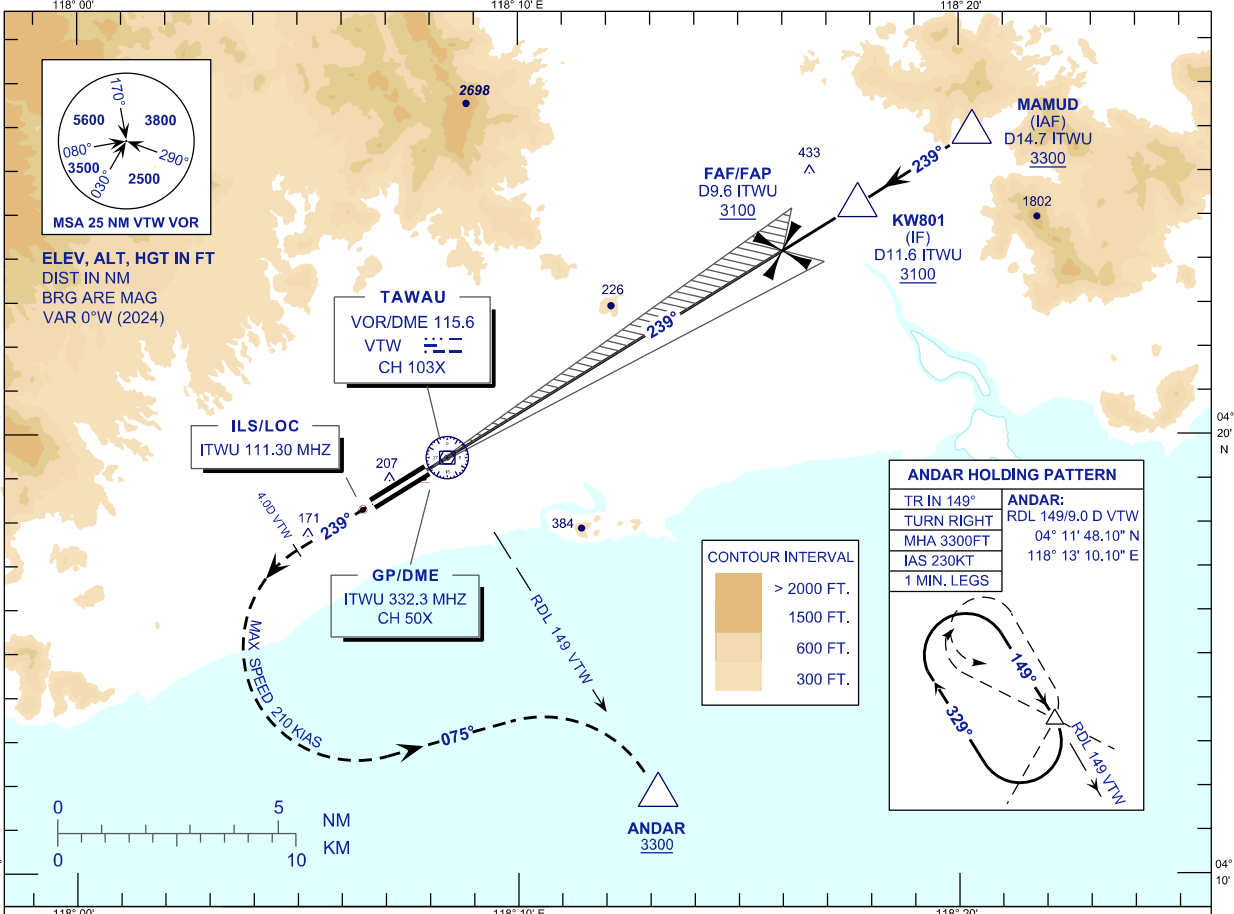 118° 00'
118° 10' E
118° 20'
170°
5600
3800
080°
290°
3500
030°
2500
MSA 25 NM VTW VOR
ELEV, ALT, HGT IN FT
DIST IN NM
BRG ARE MAG
VAR 0°W (2024)
2698
433
FAF/FAP
D9.6 ITWU
3100
239°
MAMUD
(IAF)
D14.7 ITWU
3300
1802
KW801
(IF)
D11.6 ITWU
3100
226
239°
TAWAU
VOR/DME 115.6
VTW
CH 103X
ILS/LOC
ITWU 111.30 MHZ
207
04°
20'
N
4.0D VTW
171
239°
384
GP/DME
ITWU 332.3 MHZ
CH 50X
RDL 149 VTW
MAX SPEED 210 KIAS
075°
ANDAR
3300
CONTOUR INTERVAL
> 2000 FT.
1500 FT.
600 FT.
300 FT.
ANDAR HOLDING PATTERN
TR IN 149°
TURN RIGHT
MHA 3300FT
IAS 230KT
1 MIN. LEGS
ANDAR:
RDL 149/9.0 D VTW
04° 11' 48.10" N
118° 13' 10.10" E
149°
329°
RDL 149 VTW
0 5 NM
0 10 KM
04°
10'
118° 00'
118° 10' E
118° 20'